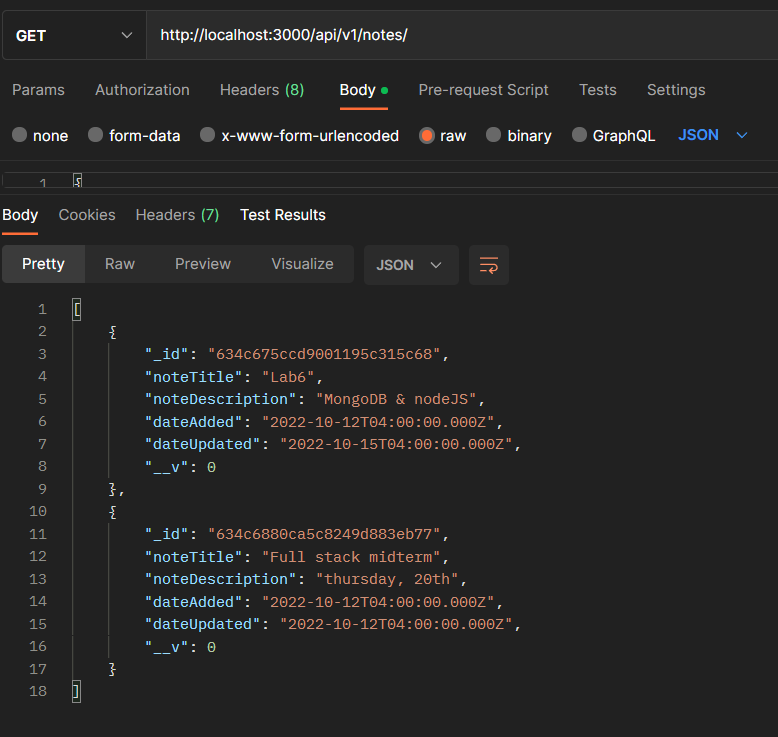 GET http://localhost:3000/api/v1/notes/
Params Authorization Headers (8) Body Pre-request Script Tests Settings
none form-data x-www-form-urlencoded raw binary GraphQL JSON
1 {
Body Cookies Headers (7) Test Results
Pretty Raw Preview Visualize JSON
1 [
2 {
3 "_id": "634c675ccd9001195c315c68",
4 "noteTitle": "Lab6",
5 "noteDescription": "MongoDB & nodeJS",
6 "dateAdded": "2022-10-12T04:00:00.000Z",
7 "dateUpdated": "2022-10-15T04:00:00.000Z",
8 "__v": 0
9 },
10 {
11 "_id": "634c6880ca5c8249d883eb77",
12 "noteTitle": "Full stack midterm",
13 "noteDescription": "thursday, 20th",
14 "dateAdded": "2022-10-12T04:00:00.000Z",
15 "dateUpdated": "2022-10-12T04:00:00.000Z",
16 "__v": 0
17 }
18 ]